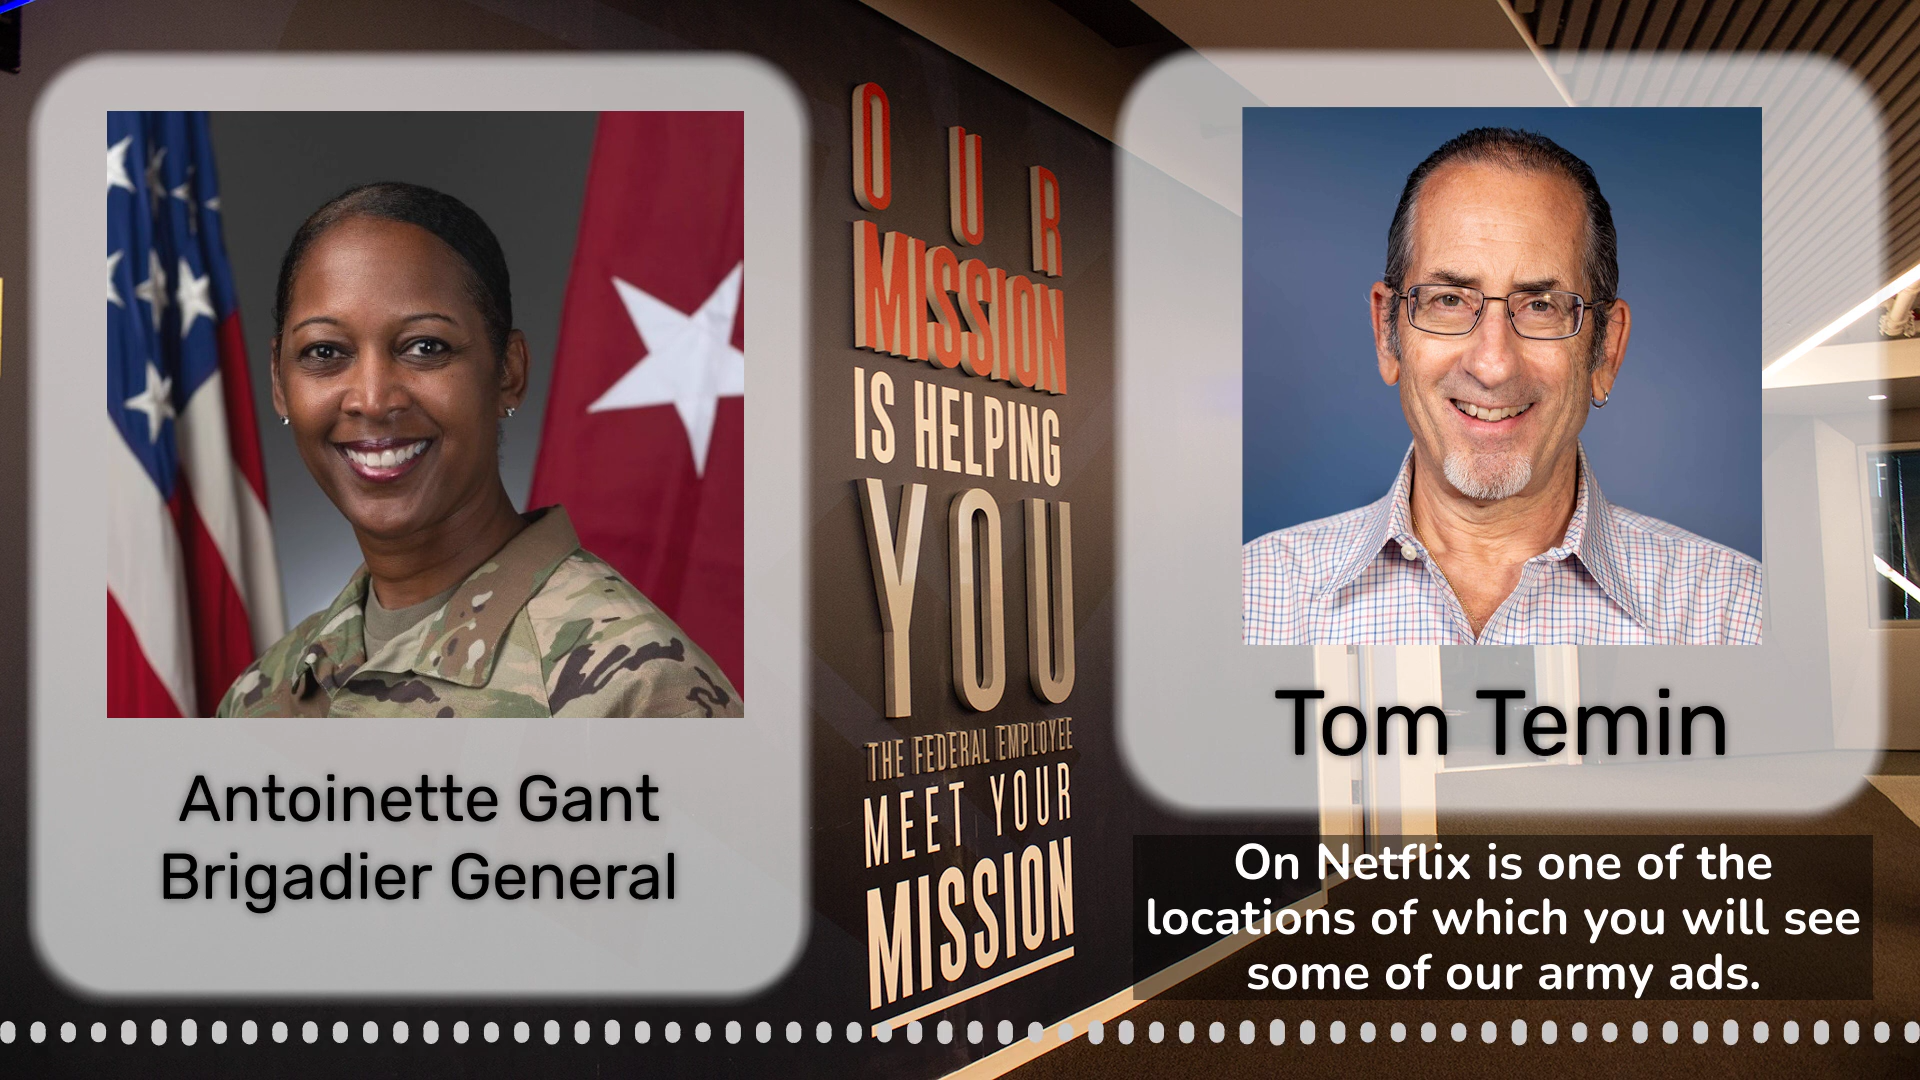 OUR
MISSION
IS HELPING
YOU
THE FEDERAL EMPLOYEE
MEET YOUR
MISSION
Antoinette Gant
Brigadier General
Tom Temin
On Netflix is one of the
locations of which you will see
some of our army ads.